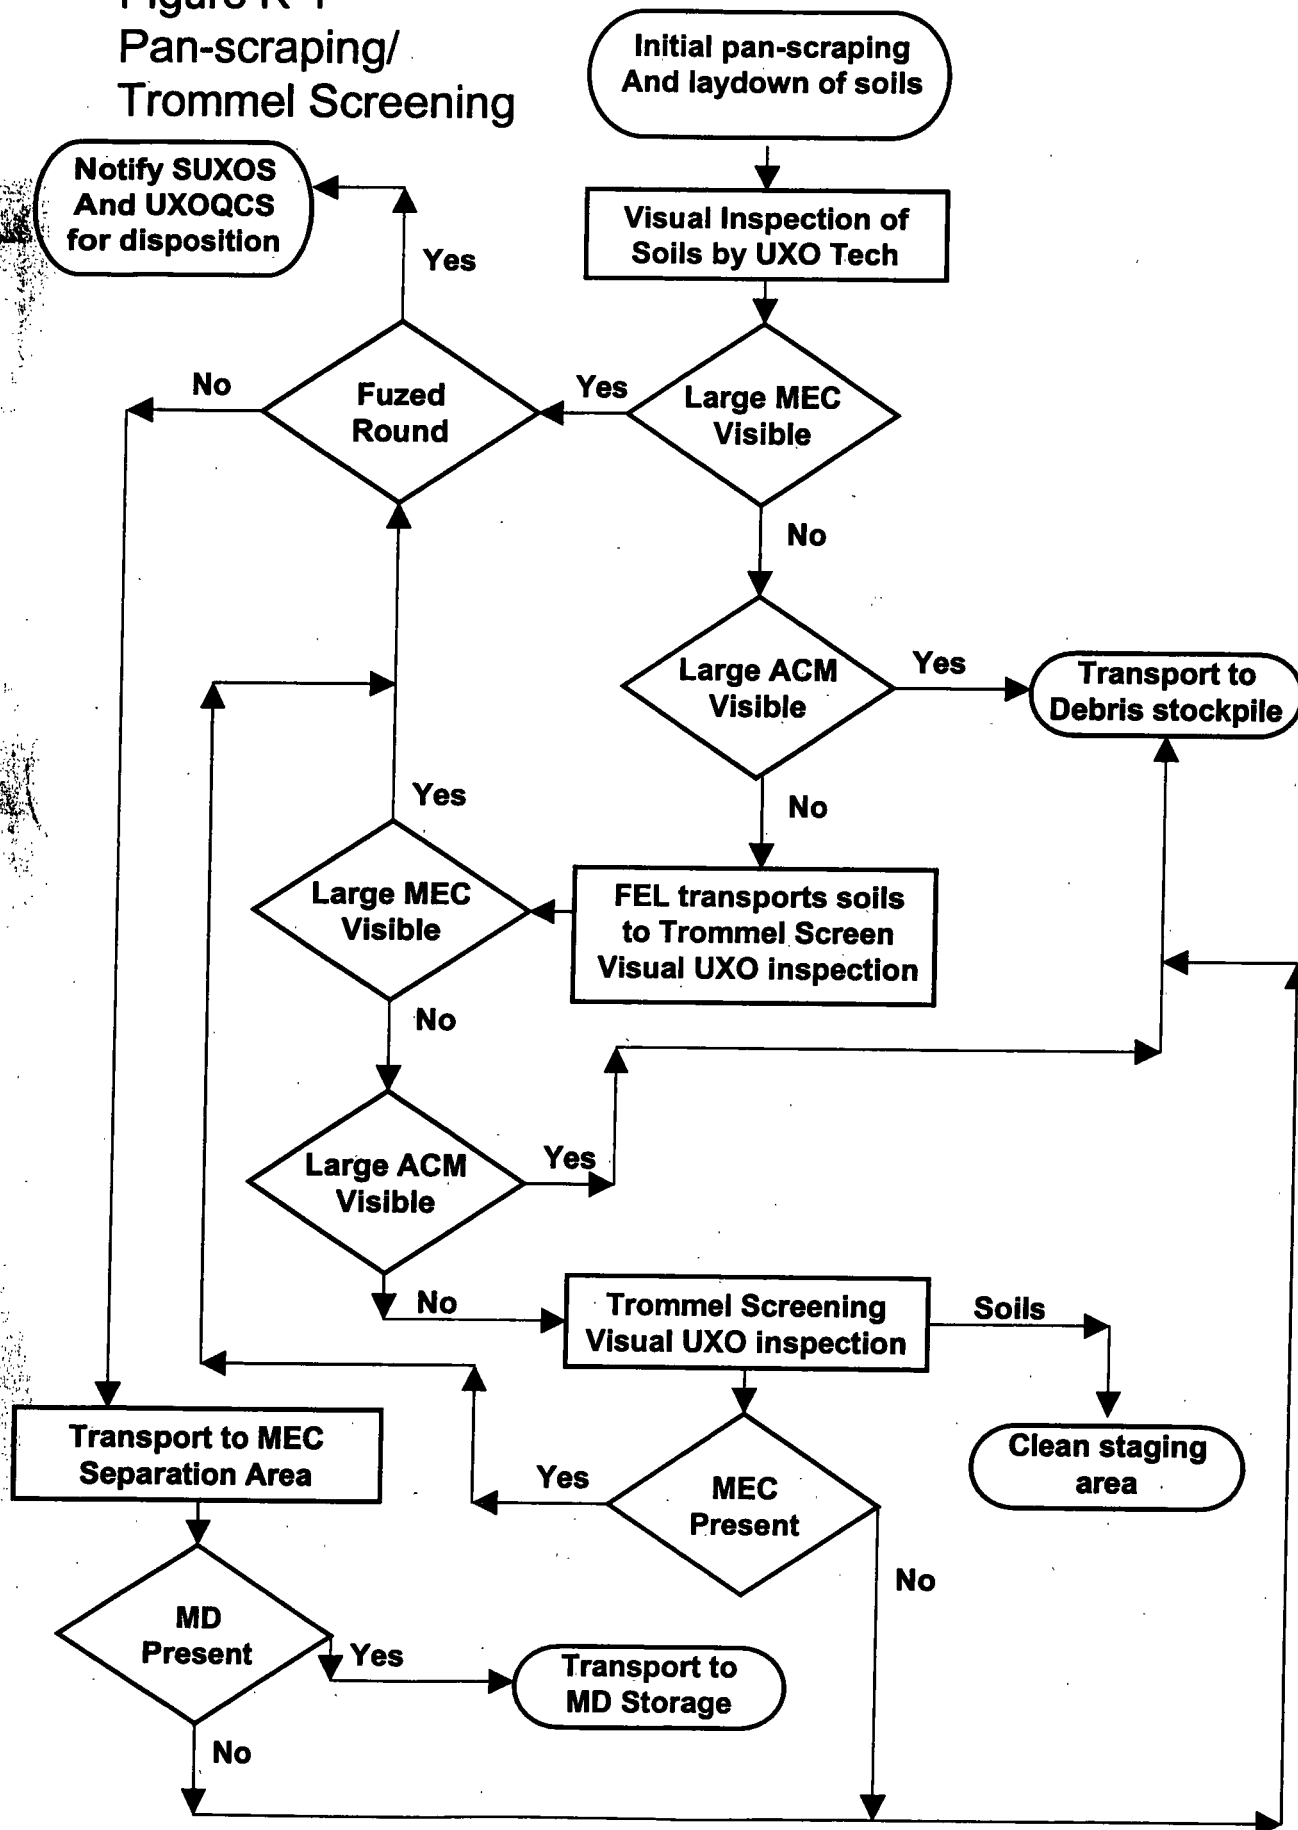 Pan-scraping/
Trommel Screening
Initial pan-scraping
And laydown of soils
Notify SUXOS
And UXOQCS
for disposition
Yes
Visual Inspection of
Soils by UXO Tech
No
Fuzed
Round
Yes
Large MEC
Visible
No
Large ACM
Visible
Yes
Transport to
Debris stockpile
Yes
No
Large MEC
Visible
FEL transports soils
to Trommel Screen
Visual UXO inspection
No
Large ACM
Visible
Yes
No
Trommel Screening
Visual UXO inspection
Soils
Transport to MEC
Separation Area
Yes
MEC
Present
Clean staging
area
No
MD
Present
Yes
Transport to
MD Storage
No